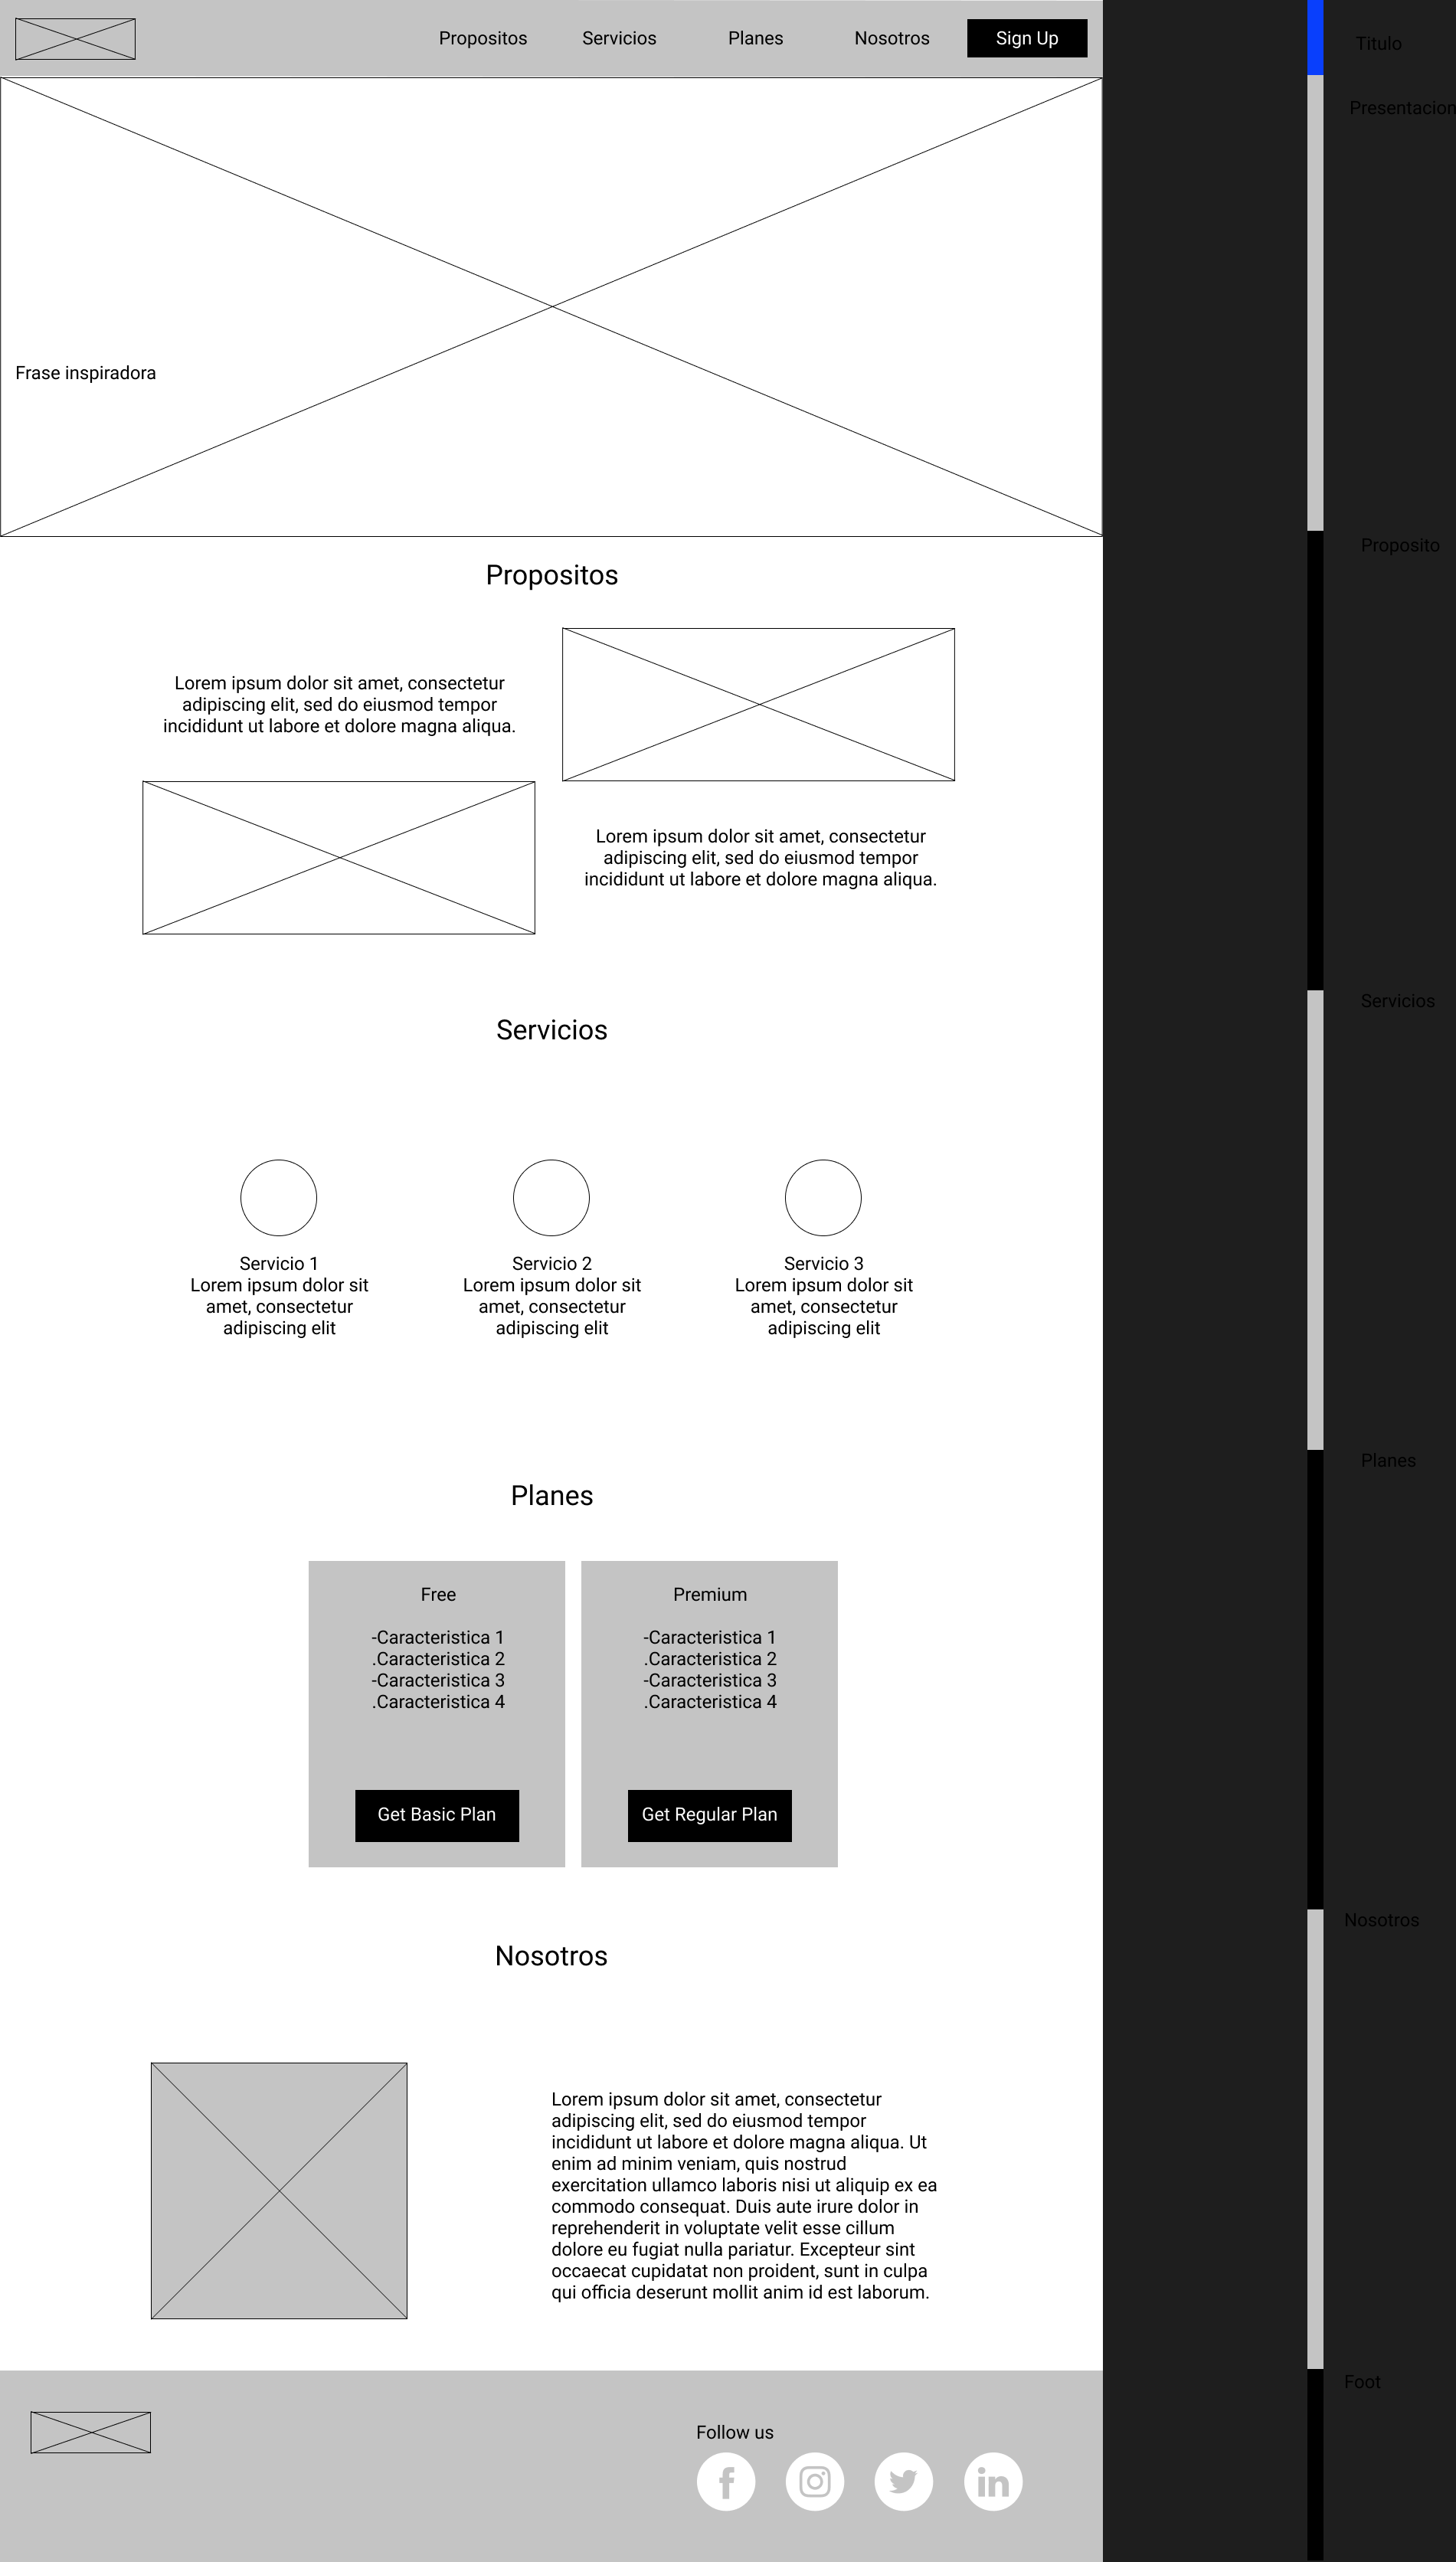 Propositos Servicios Planes Nosotros Sign Up
Titulo
Presentacion
Frase inspiradora
Proposito
Propositos
Lorem ipsum dolor sit amet, consectetur
adipiscing elit, sed do eiusmod tempor
incididunt ut labore et dolore magna aliqua.
Lorem ipsum dolor sit amet, consectetur
adipiscing elit, sed do eiusmod tempor
incididunt ut labore et dolore magna aliqua.
Servicios
Servicios
Servicio 1
Lorem ipsum dolor sit
amet, consectetur
adipiscing elit
Servicio 2
Lorem ipsum dolor sit
amet, consectetur
adipiscing elit
Servicio 3
Lorem ipsum dolor sit
amet, consectetur
adipiscing elit
Planes
Planes
Free
-Caracteristica 1
.Caracteristica 2
-Caracteristica 3
.Caracteristica 4
Get Basic Plan
Premium
-Caracteristica 1
.Caracteristica 2
-Caracteristica 3
.Caracteristica 4
Get Regular Plan
Nosotros
Nosotros
Lorem ipsum dolor sit amet, consectetur
adipiscing elit, sed do eiusmod tempor
incididunt ut labore et dolore magna aliqua. Ut
enim ad minim veniam, quis nostrud
exercitation ullamco laboris nisi ut aliquip ex ea
commodo consequat. Duis aute irure dolor in
reprehenderit in voluptate velit esse cillum
dolore eu fugiat nulla pariatur. Excepteur sint
occaecat cupidatat non proident, sunt in culpa
qui officia deserunt mollit anim id est laborum.
Foot
Follow us